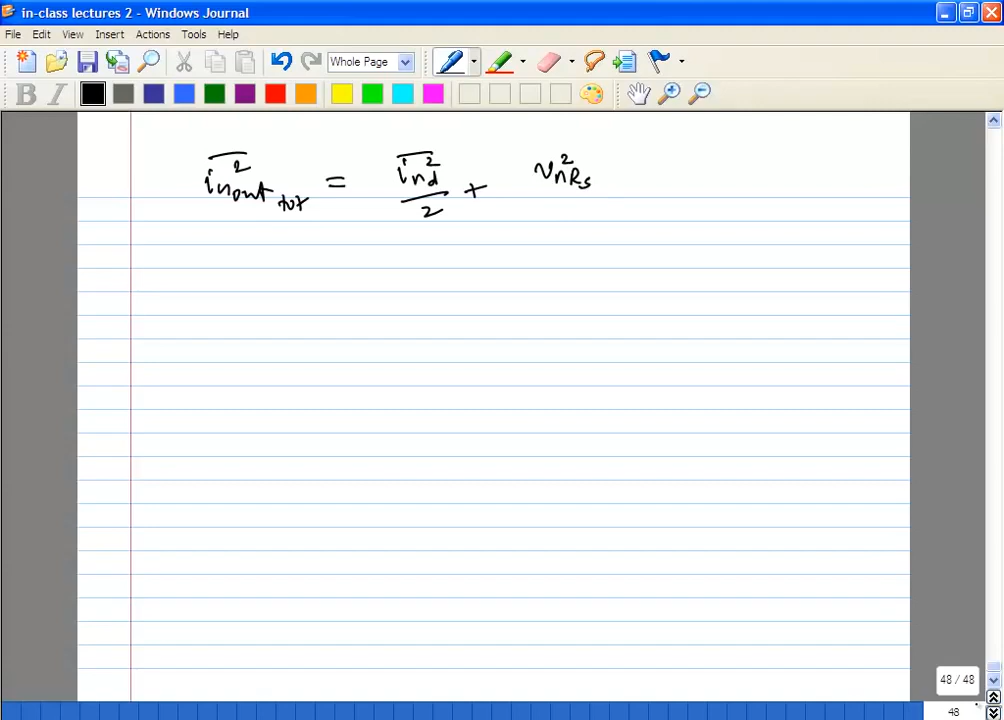 in-class lectures 2 - Windows Journal
File Edit View Insert Actions Tools Help
Whole Page
B I
i²nout tot = i²nd / 2 + v²nRs
48 / 48
48